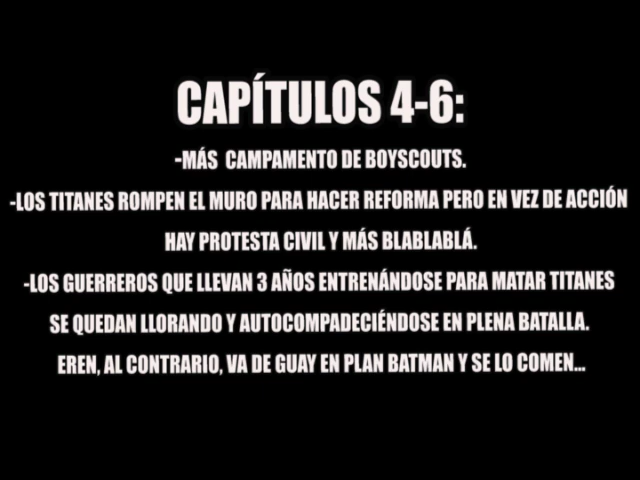 CAPÍTULOS 4-6:
-MÁS CAMPAMENTO DE BOYSCOUTS.
-LOS TITANES ROMPEN EL MURO PARA HACER REFORMA PERO EN VEZ DE ACCIÓN
HAY PROTESTA CIVIL Y MÁS BLABLABLÁ.
-LOS GUERREROS QUE LLEVAN 3 AÑOS ENTRENÁNDOSE PARA MATAR TITANES
SE QUEDAN LLORANDO Y AUTOCOMPADECIÉNDOSE EN PLENA BATALLA.
EREN, AL CONTRARIO, VA DE GUAY EN PLAN BATMAN Y SE LO COMEN...